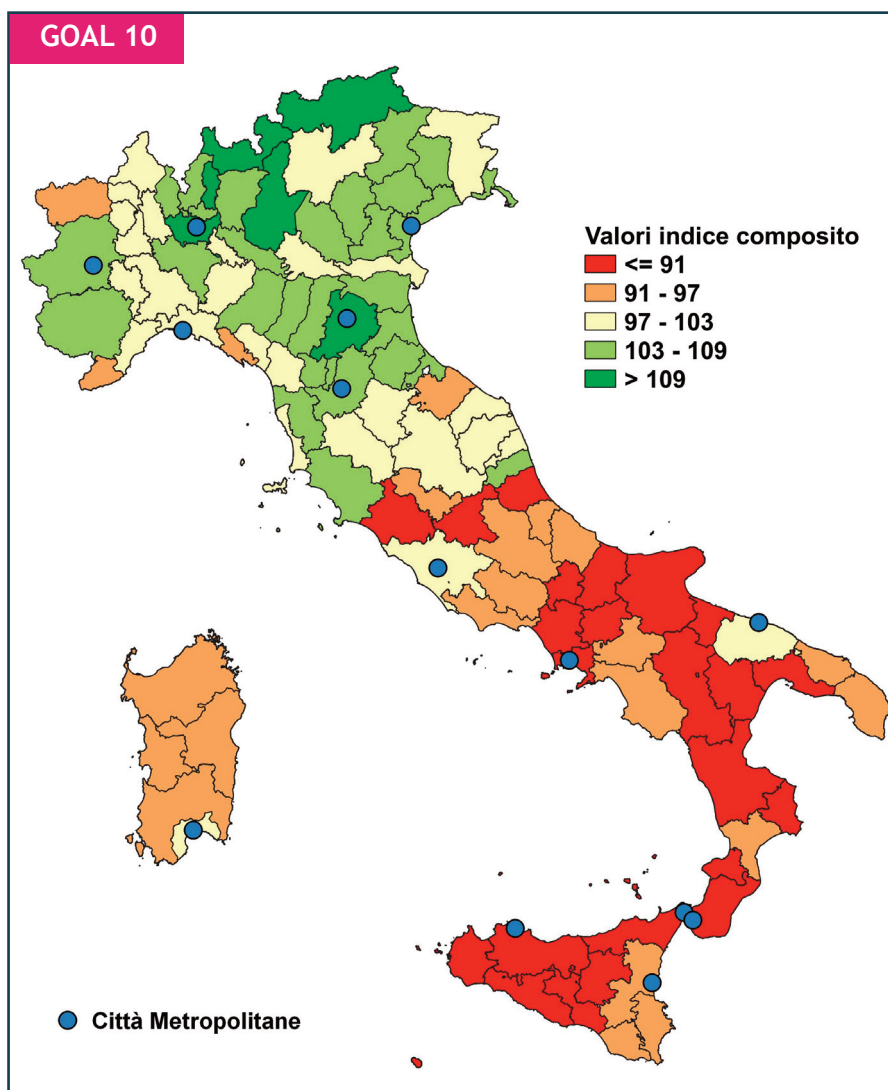 GOAL 10
Valori indice composito
<= 91
91 - 97
97 - 103
103 - 109
> 109
Città Metropolitane